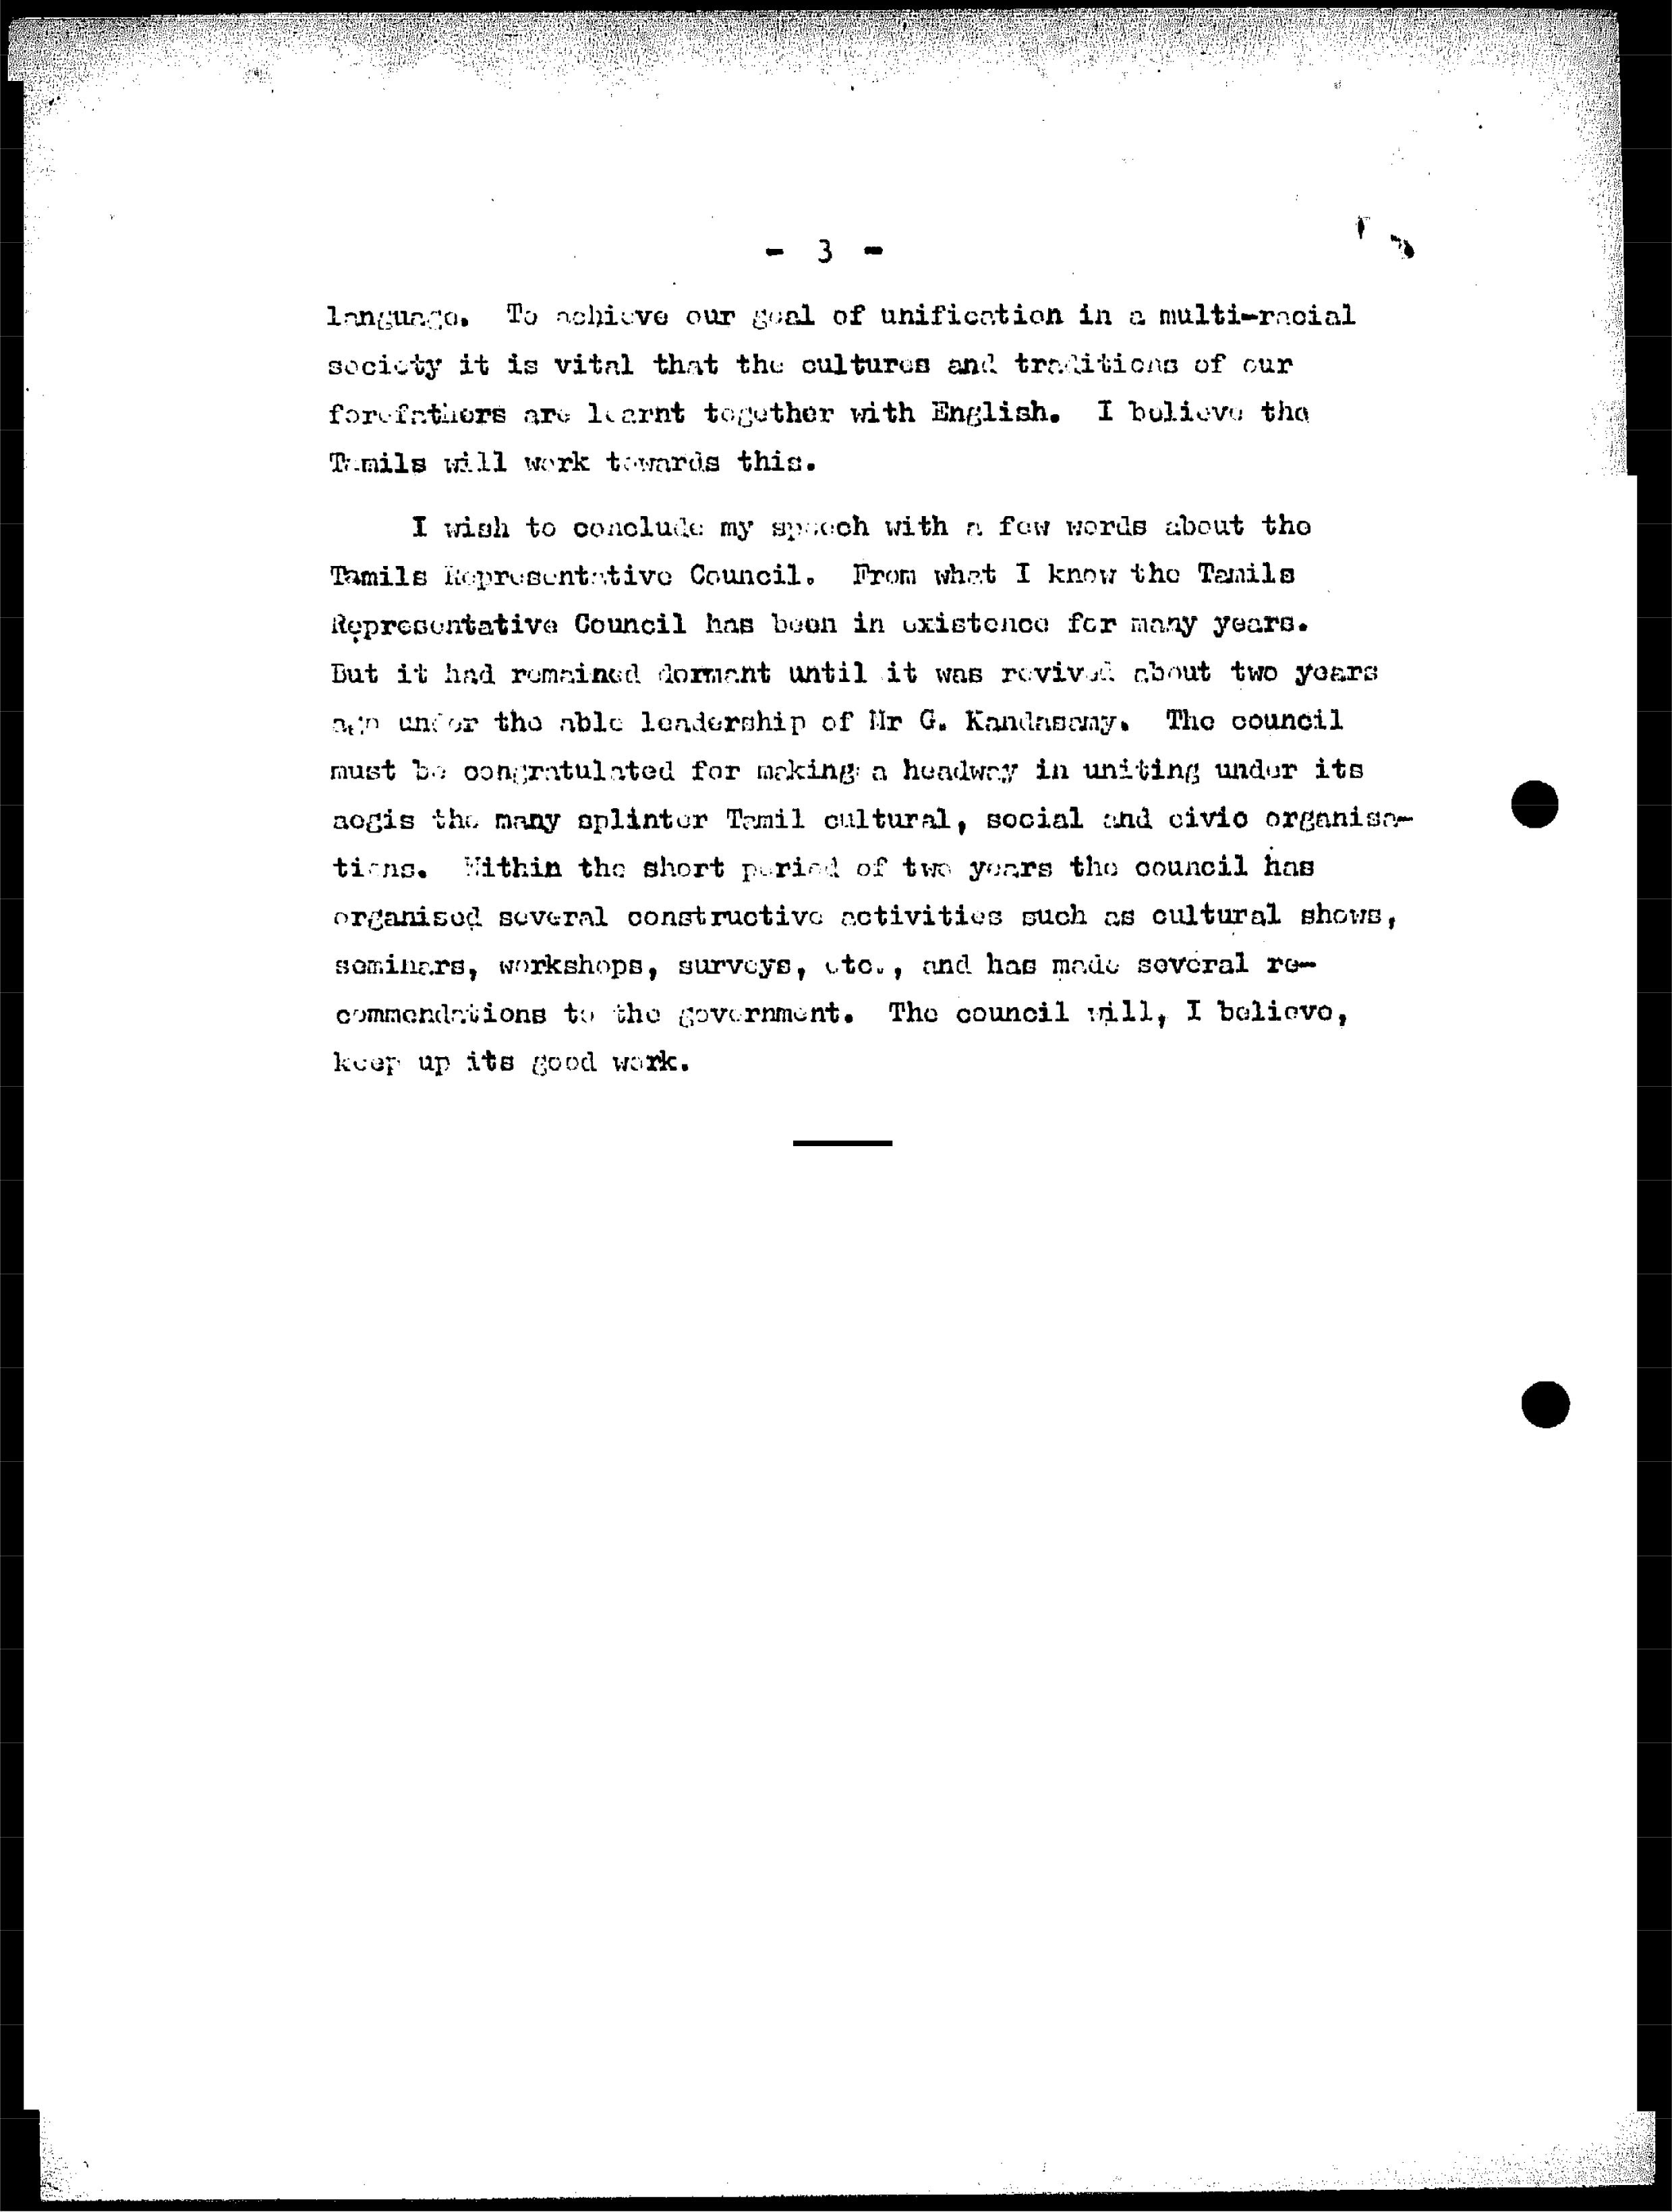 - 3 -
language. To achieve our goal of unification in a multi-racial
society it is vital that the cultures and traditions of our
forefathers are learnt together with English. I believe the
Tamils will work towards this.
I wish to conclude my speech with a few words about the
Tamils Representative Council. From what I know the Tamils
Representative Council has been in existence for many years.
But it had remained dormant until it was revived about two years
ago under the able leadership of Mr G. Kandasamy. The council
must be congratulated for making a headway in uniting under its
aegis the many splinter Tamil cultural, social and civic organisa-
tions. Within the short period of two years the council has
organised several constructive activities such as cultural shows,
seminars, workshops, surveys, etc., and has made several re-
commendations to the government. The council will, I believe,
keep up its good work.